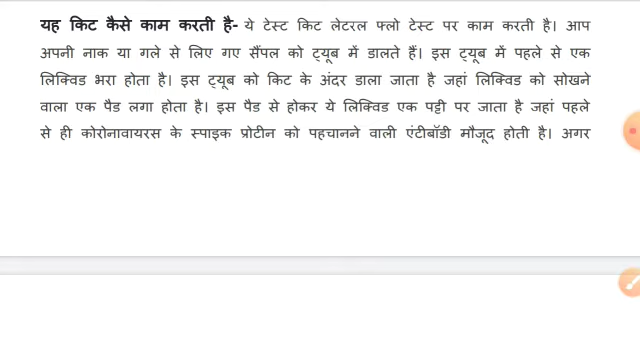 यह किट कैसे काम करती है- ये टेस्ट किट लेटरल फ्लो टेस्ट पर काम करती है। आप
अपनी नाक या गले से लिए गए सैंपल को ट्यूब में डालते हैं। इस ट्यूब में पहले से एक
लिक्विड भरा होता है। इस ट्यूब को किट के अंदर डाला जाता है जहां लिक्विड को सोखने
वाला एक पैड लगा होता है। इस पैड से होकर ये लिक्विड एक पट्टी पर जाता है जहां पहले
से ही कोरोनावायरस के स्पाइक प्रोटीन को पहचानने वाली एंटीबॉडी मौजूद होती है। अगर